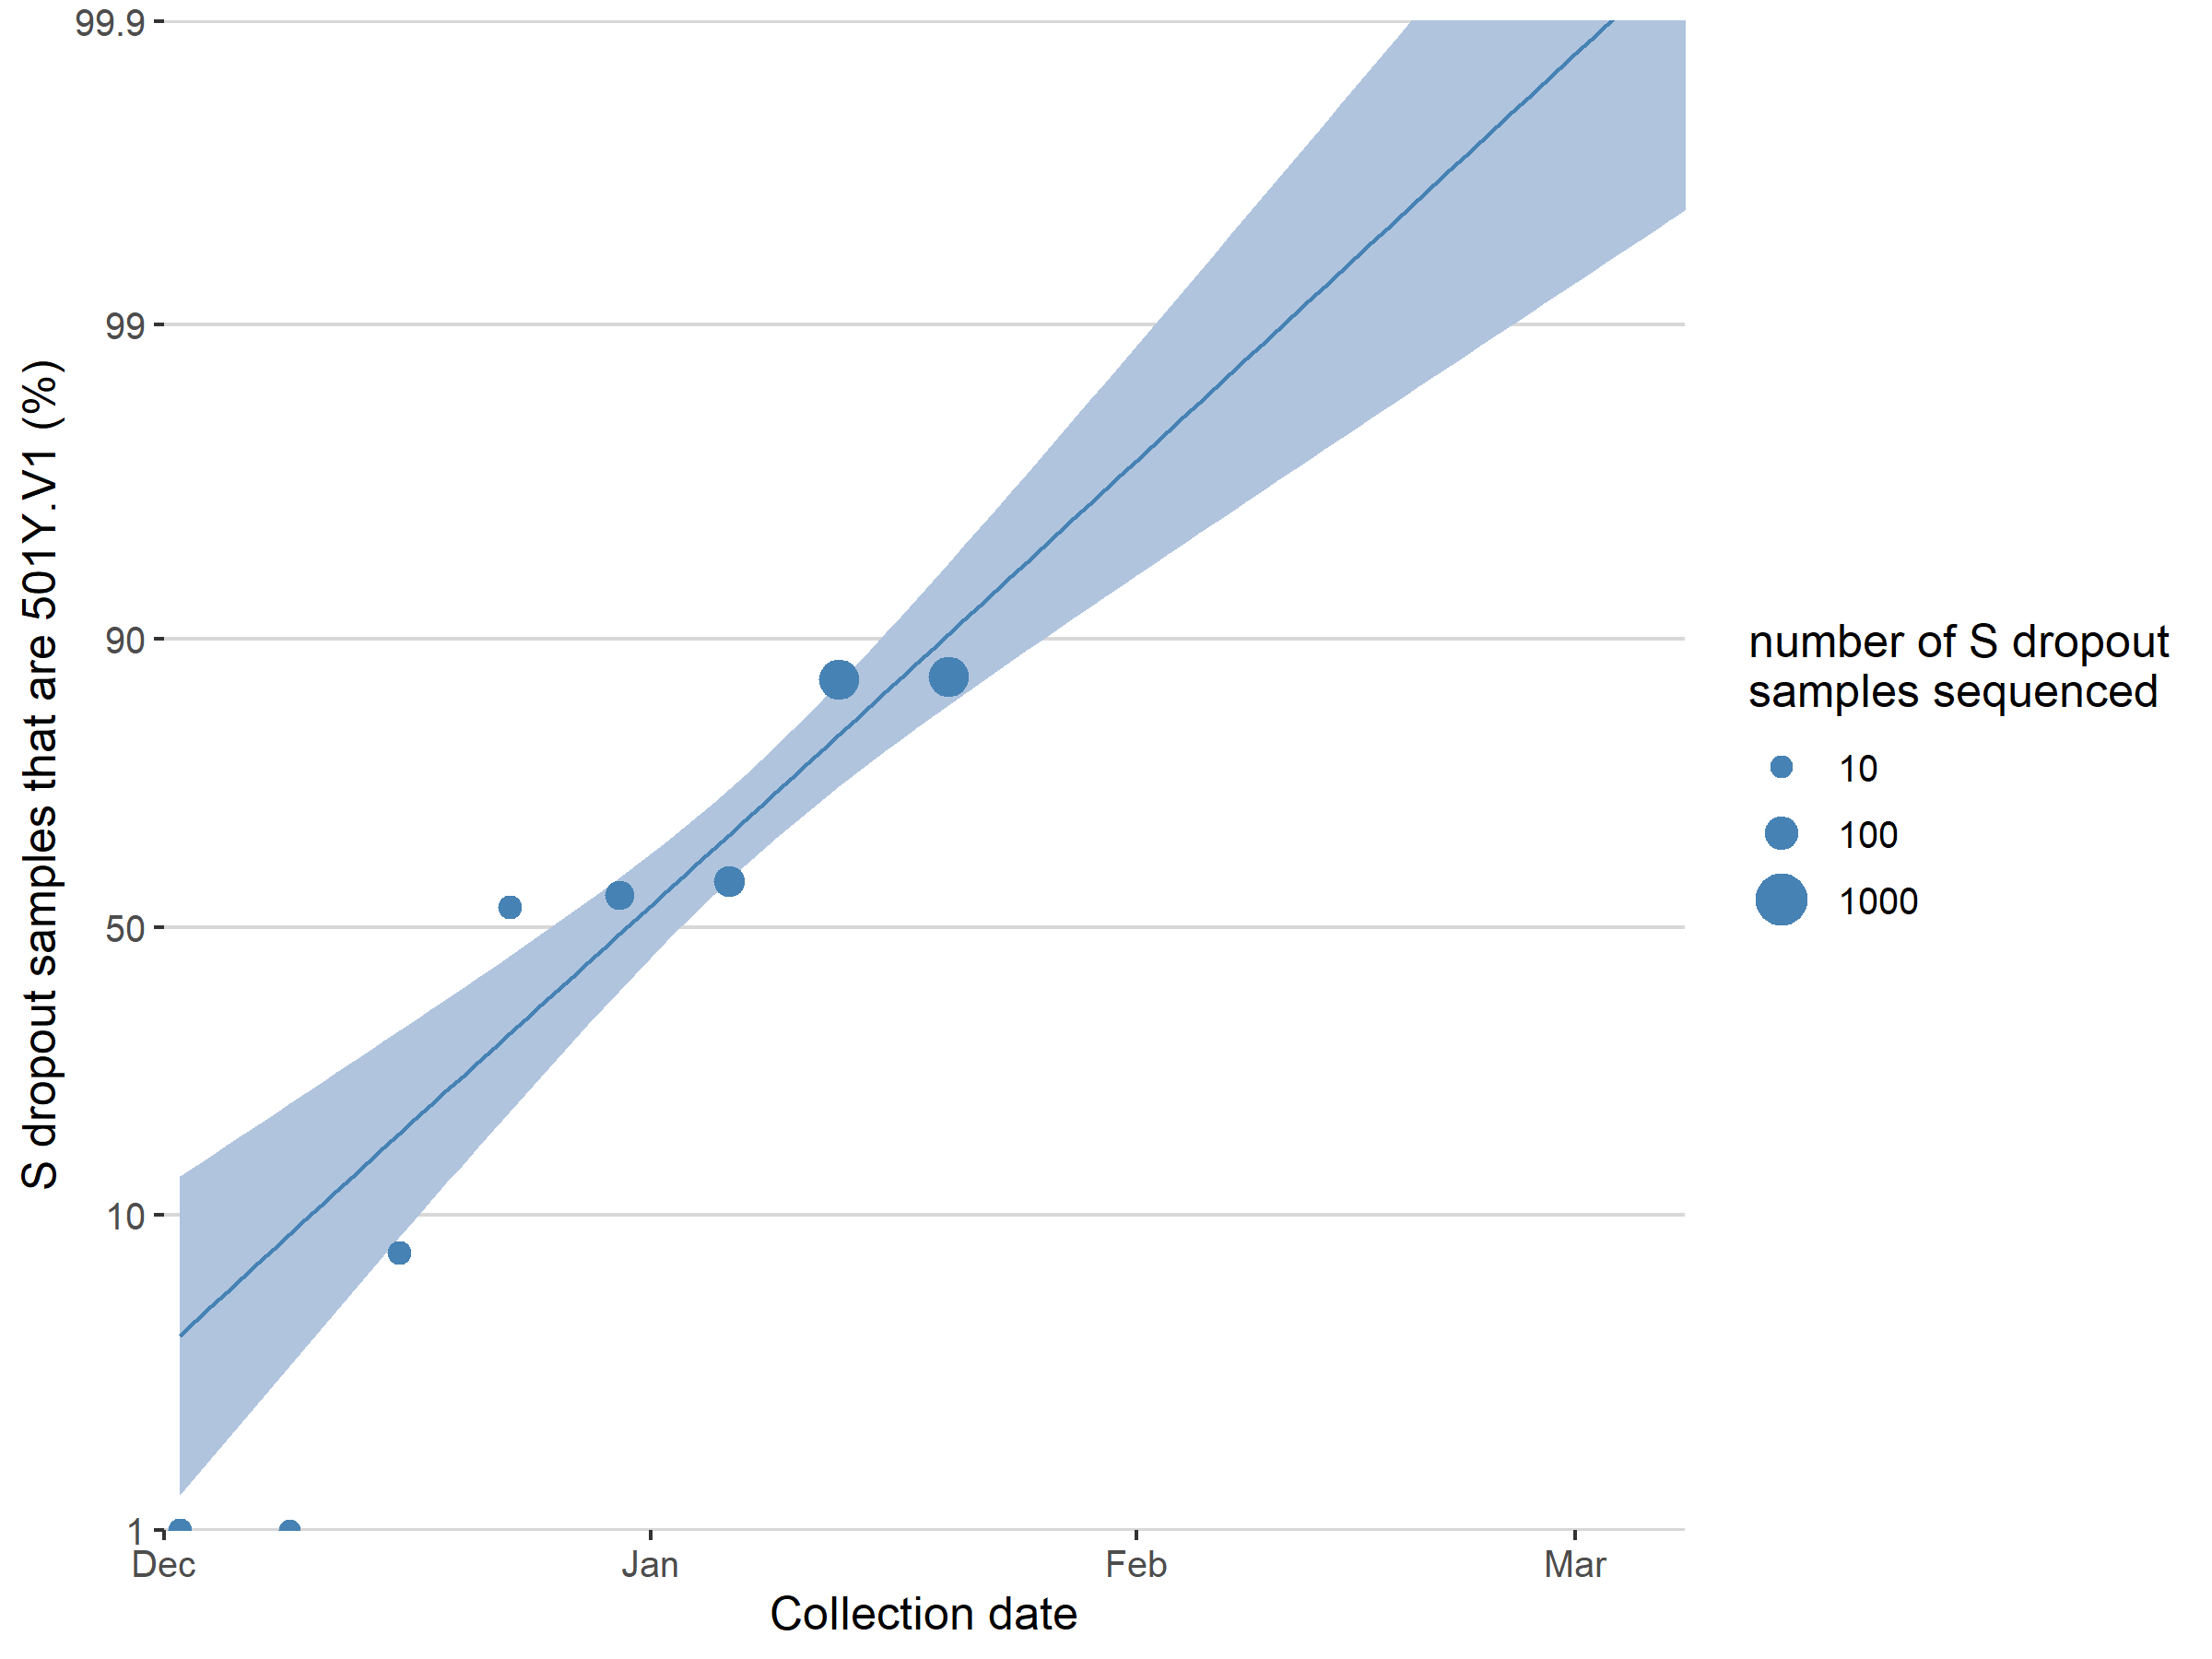 99.9
99
90
50
10
1
S dropout samples that are 501Y.V1 (%)
Dec
Jan
Feb
Mar
Collection date
number of S dropout
samples sequenced
10
100
1000